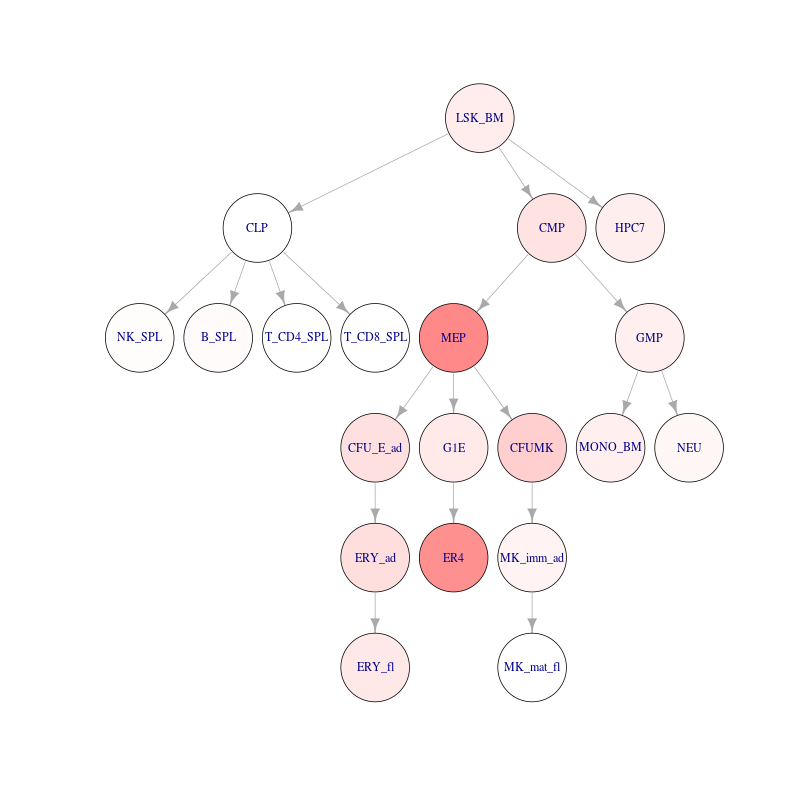 LSK_BM
CLP
CMP
HPC7
NK_SPL
B_SPL
T_CD4_SPL
T_CD8_SPL
MEP
GMP
CFU_E_ad
G1E
CFUMK
MONO_BM
NEU
ERY_ad
ER4
MK_imm_ad
ERY_fl
MK_mat_fl